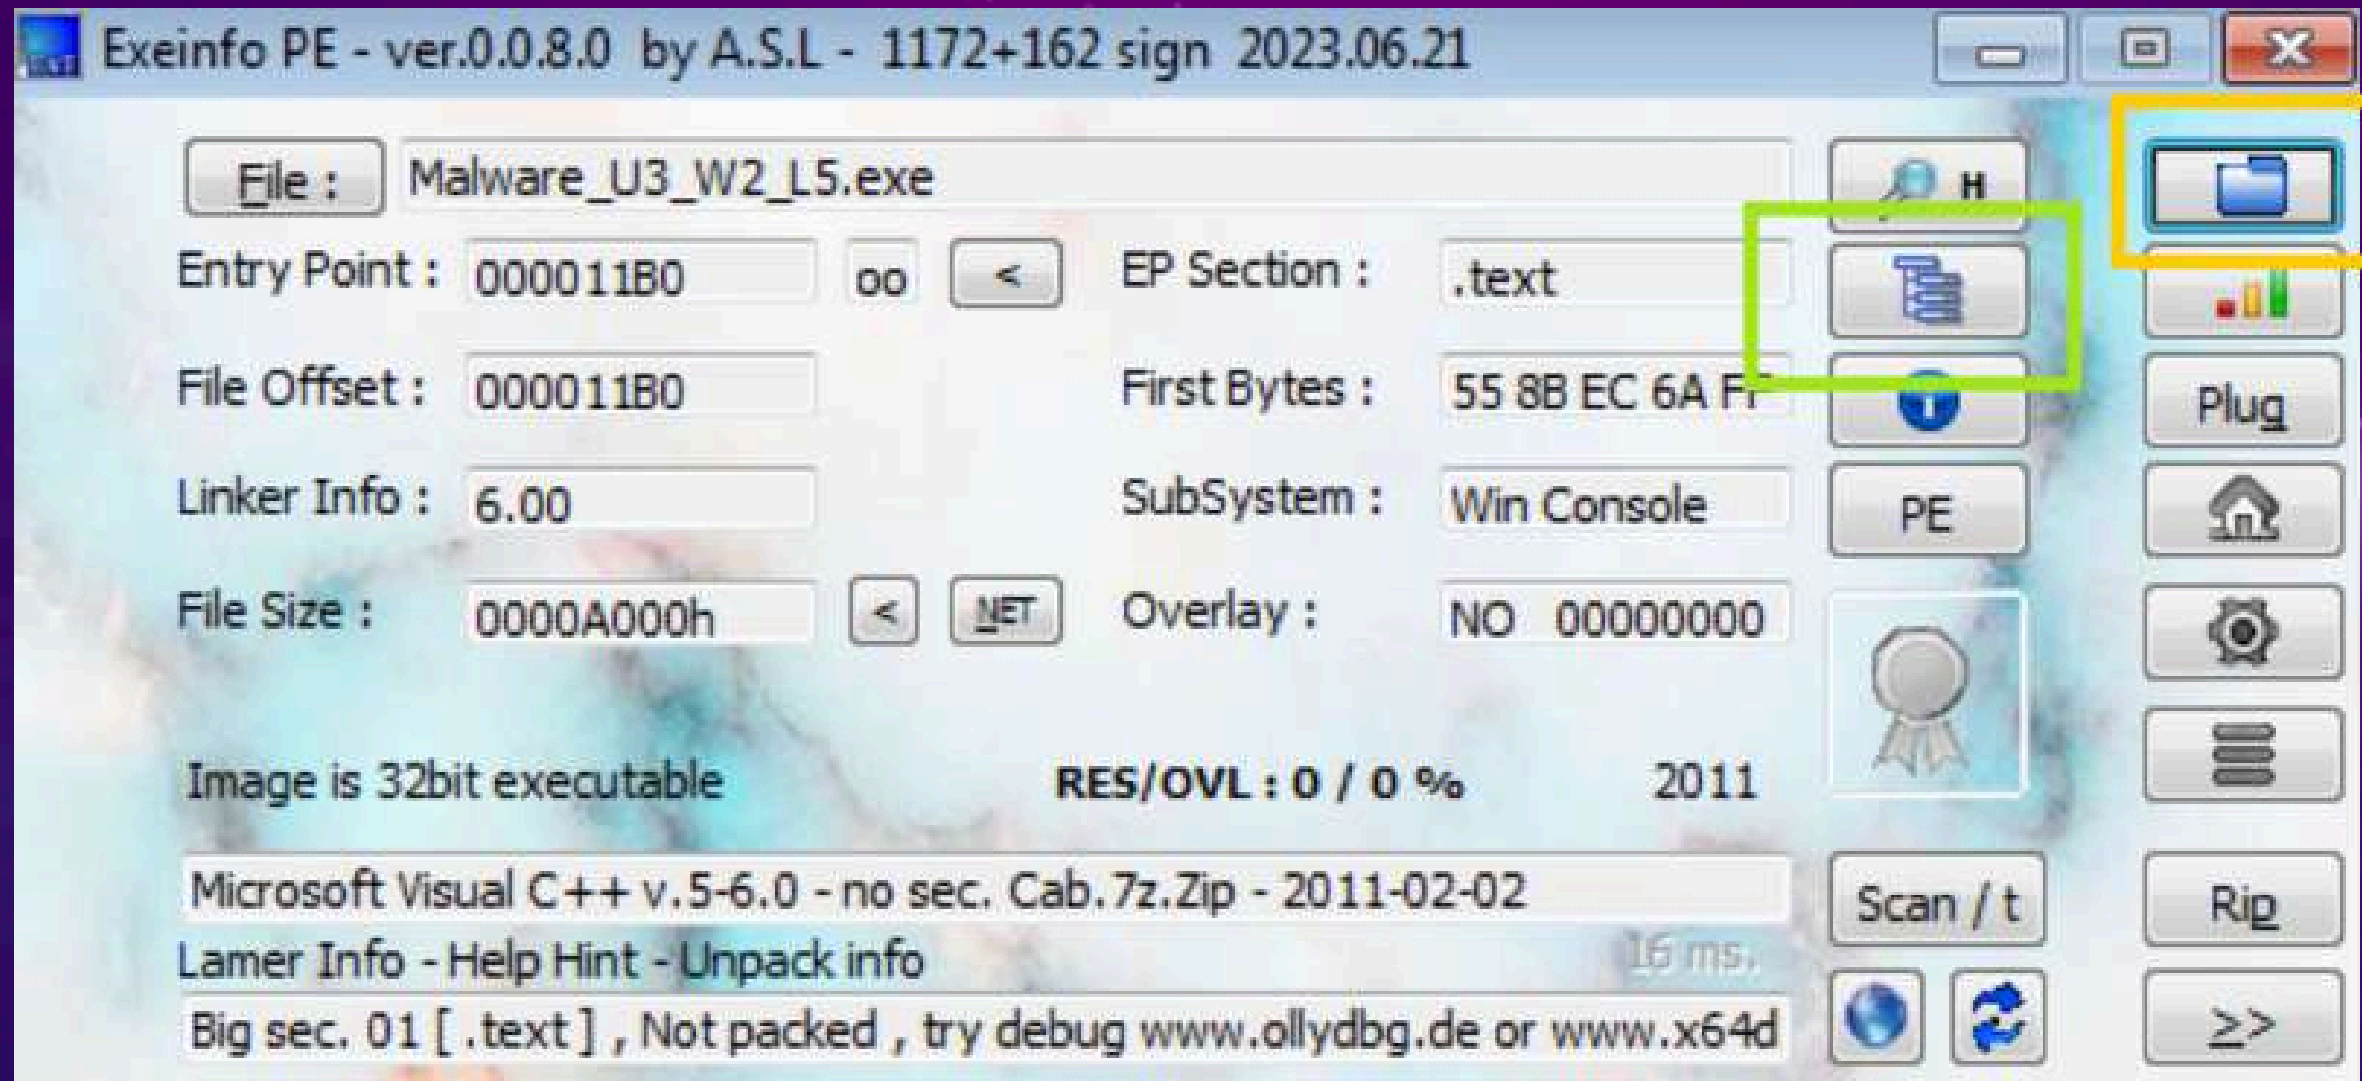 Exeinfo PE - ver.0.0.8.0 by A.S.L - 1172+162 sign 2023.06.21
File : Malware_U3_W2_L5.exe H
Entry Point : 000011B0 oo < EP Section : .text
File Offset : 000011B0 First Bytes : 55 8B EC 6A Plug
Linker Info : 6.00 SubSystem : Win Console PE
File Size : 0000A000h < .NET Overlay : NO 00000000
Image is 32bit executable RES/OVL : 0 / 0 % 2011
Microsoft Visual C++ v.5-6.0 - no sec. Cab.7z.Zip - 2011-02-02 Scan / t Rip
Lamer Info - Help Hint - Unpack info 16 ms.
Big sec. 01 [ .text ] , Not packed , try debug www.ollydbg.de or www.x64d >>